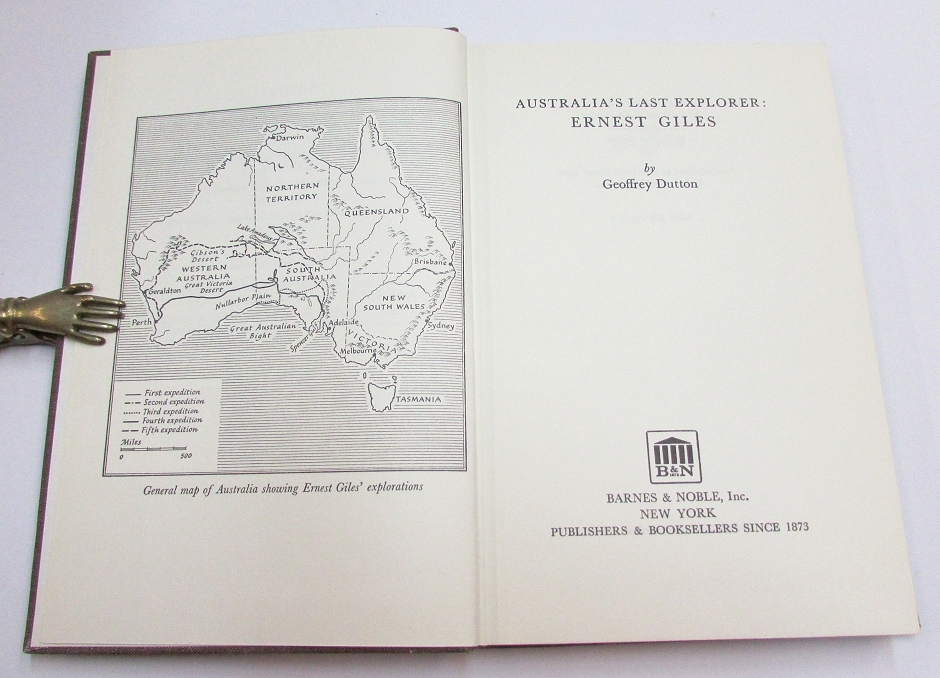 Darwin
NORTHERN
TERRITORY
QUEENSLAND
Gibson's
Desert
WESTERN
AUSTRALIA
Great Victoria
Desert
SOUTH
AUSTRALIA
Brisbane
Geraldton
Nullarbor Plain
NEW
SOUTH WALES
Perth
Great Australian
Bight
Adelaide
Sydney
VICTORIA
Melbourne
TASMANIA
First expedition
Second expedition
Third expedition
Fourth expedition
Fifth expedition
Miles
0 500
General map of Australia showing Ernest Giles' explorations
AUSTRALIA'S LAST EXPLORER:
ERNEST GILES
by
Geoffrey Dutton
B&N
BARNES & NOBLE, Inc.
NEW YORK
PUBLISHERS & BOOKSELLERS SINCE 1873